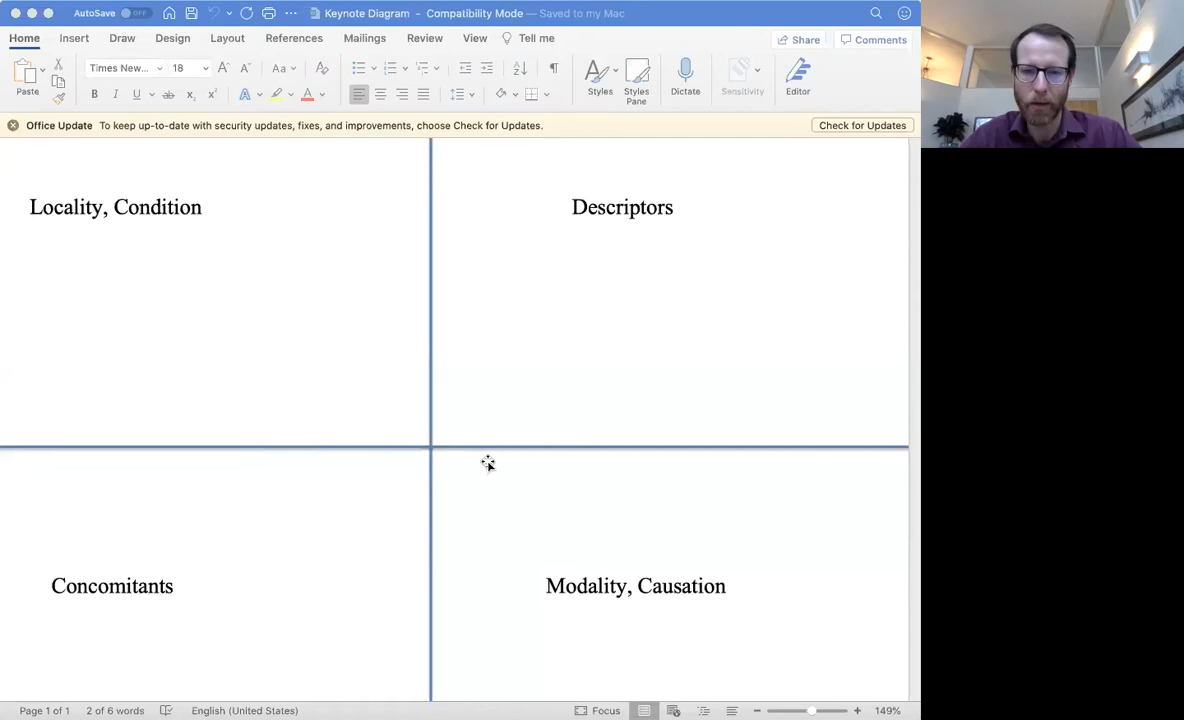 AutoSave OFF Keynote Diagram - Compatibility Mode — Saved to my Mac
Home Insert Draw Design Layout References Mailings Review View Tell me Share Comments
Paste Times New... 18 Aa Styles Styles Pane Dictate Sensitivity Editor
B I U ab x x A A
Office Update To keep up-to-date with security updates, fixes, and improvements, choose Check for Updates. Check for Updates
Locality, Condition Descriptors
Concomitants Modality, Causation
Page 1 of 1 2 of 6 words English (United States) Focus 149%